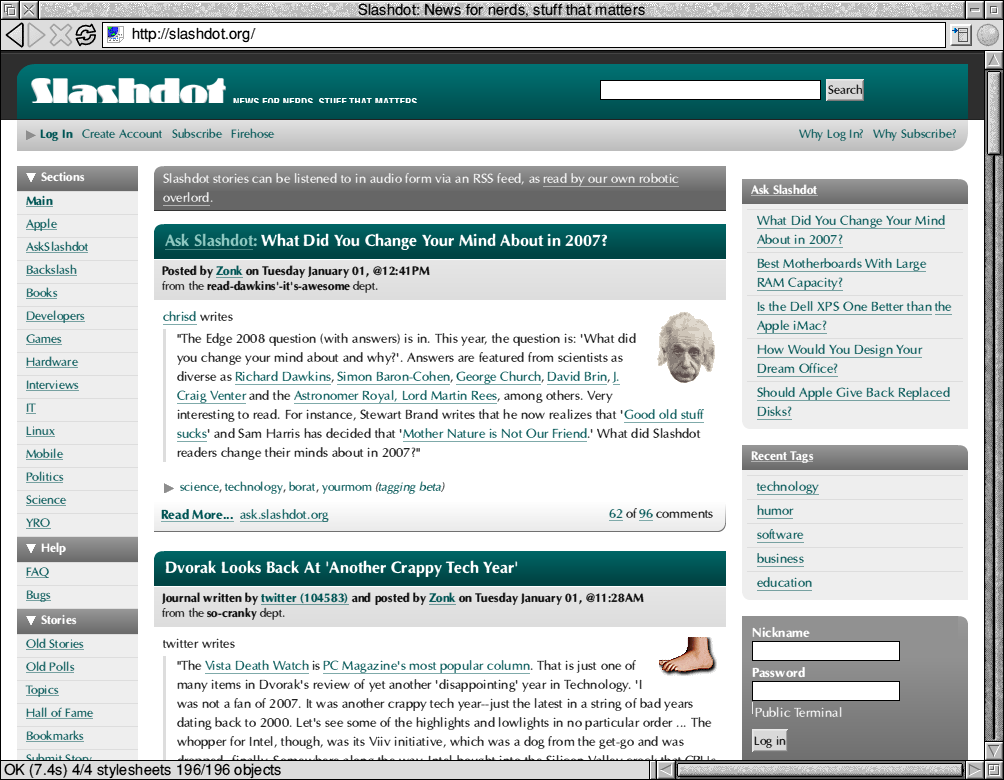 Slashdot: News for nerds, stuff that matters
http://slashdot.org/
Slashdot NEWS FOR NERDS, STUFF THAT MATTERS
Search
Log In Create Account Subscribe Firehose
Why Log In? Why Subscribe?
Sections
Main
Apple
AskSlashdot
Backslash
Books
Developers
Games
Hardware
Interviews
IT
Linux
Mobile
Politics
Science
YRO
Help
FAQ
Bugs
Stories
Old Stories
Old Polls
Topics
Hall of Fame
Bookmarks
Submit Story
Slashdot stories can be listened to in audio form via an RSS feed, as read by our own robotic
overlord.
Ask Slashdot: What Did You Change Your Mind About in 2007?
Posted by Zonk on Tuesday January 01, @12:41PM
from the read-dawkins'-it's-awesome dept.
chrisd writes
"The Edge 2008 question (with answers) is in. This year, the question is: 'What did
you change your mind about and why?'. Answers are featured from scientists as
diverse as Richard Dawkins, Simon Baron-Cohen, George Church, David Brin, J.
Craig Venter and the Astronomer Royal, Lord Martin Rees, among others. Very
interesting to read. For instance, Stewart Brand writes that he now realizes that 'Good old stuff
sucks' and Sam Harris has decided that 'Mother Nature is Not Our Friend.' What did Slashdot
readers change their minds about in 2007?"
science, technology, borat, yourmom (tagging beta)
Read More... ask.slashdot.org
62 of 96 comments
Dvorak Looks Back At 'Another Crappy Tech Year'
Journal written by twitter (104583) and posted by Zonk on Tuesday January 01, @11:28AM
from the so-cranky dept.
twitter writes
"The Vista Death Watch is PC Magazine's most popular column. That is just one of
many items in Dvorak's review of yet another 'disappointing' year in Technology. 'I
was not a fan of 2007. It was another crappy tech year--just the latest in a string of bad years
dating back to 2000. Let's see some of the highlights and lowlights in no particular order ... The
whopper for Intel, though, was its Viiv initiative, which was a dog from the get-go and was
dropped, finally. Somewhere along the way, Intel bought into the Silicon Valley crack that CPUs
Ask Slashdot
What Did You Change Your Mind
About in 2007?
Best Motherboards With Large
RAM Capacity?
Is the Dell XPS One Better than the
Apple iMac?
How Would You Design Your
Dream Office?
Should Apple Give Back Replaced
Disks?
Recent Tags
technology
humor
software
business
education
Nickname
Password
Public Terminal
Log in
OK (7.4s) 4/4 stylesheets 196/196 objects